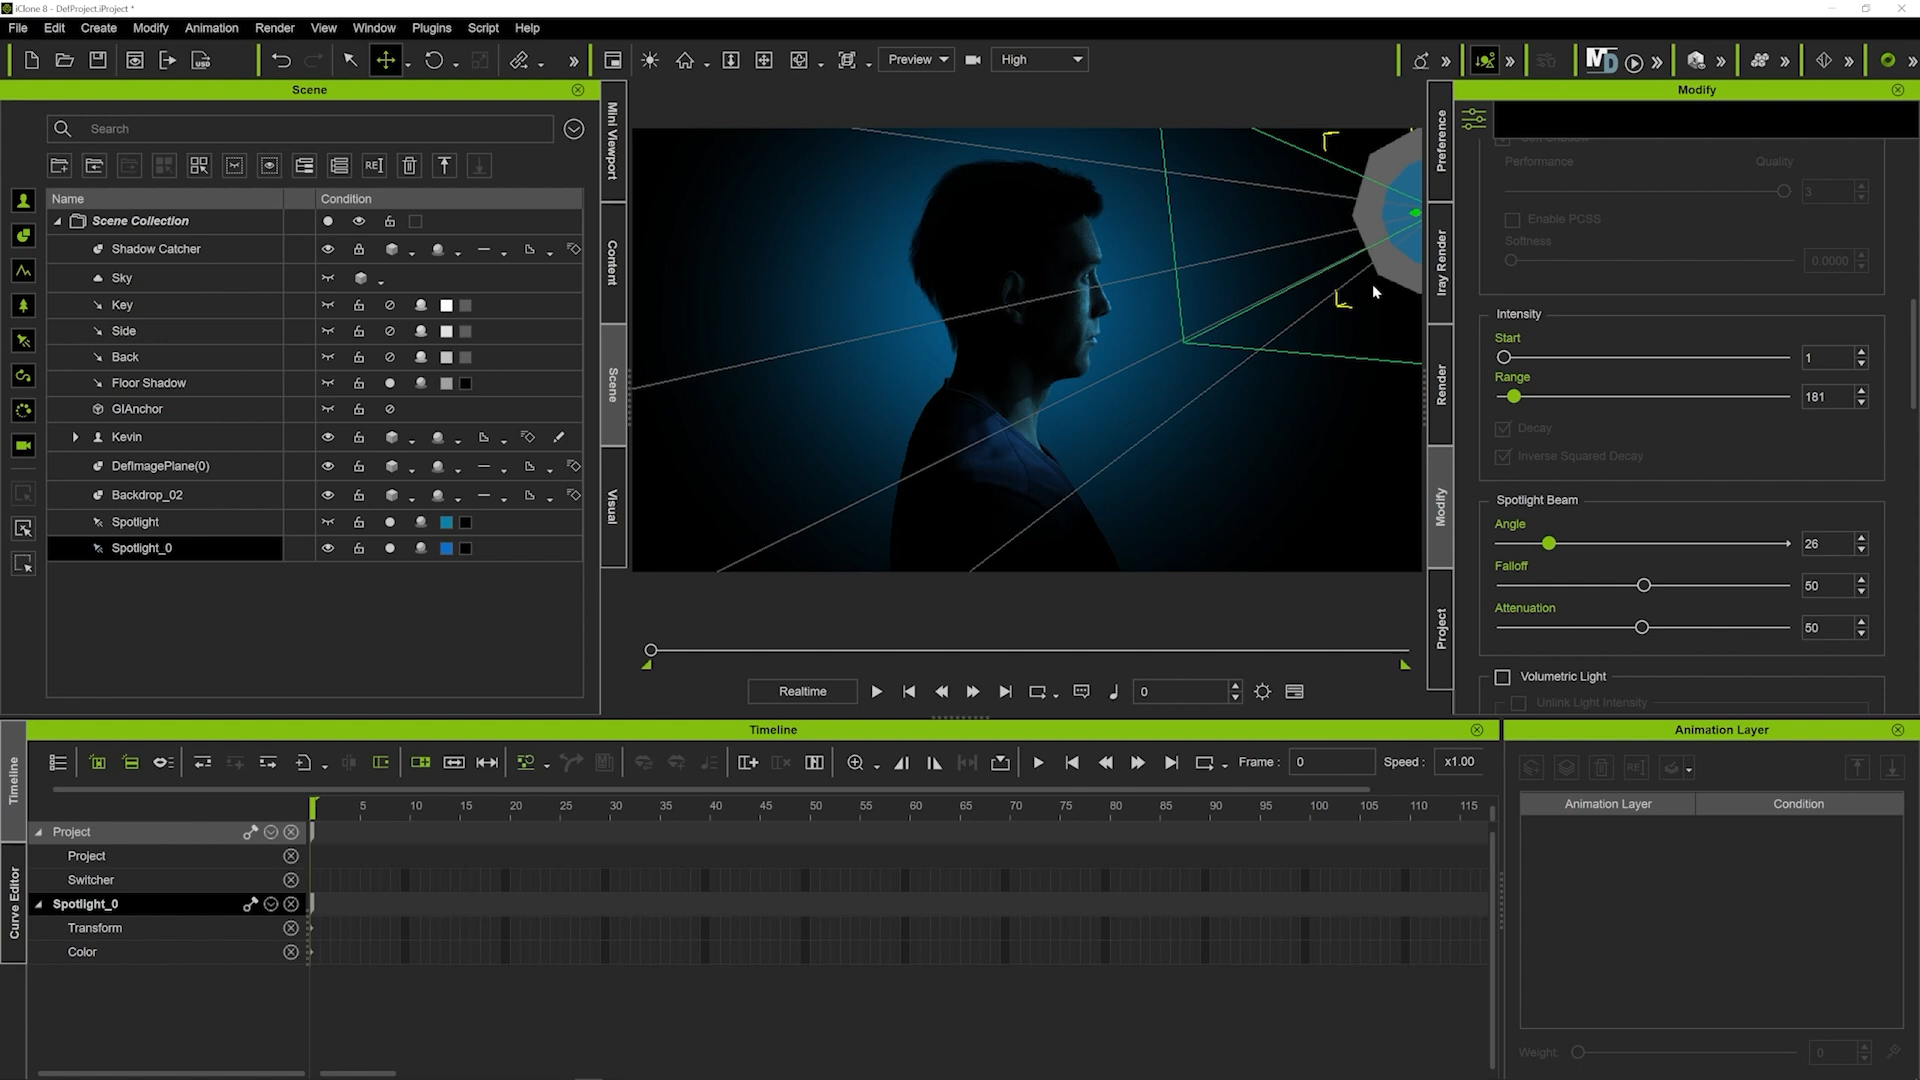 iClone 8 - DefProject.iProject *
File Edit Create Modify Animation Render View Window Plugins Script Help
Preview High
Scene
Search
Name Condition
Scene Collection
Shadow Catcher
Sky
Key
Side
Back
Floor Shadow
GIAnchor
Kevin
DefImagePlane(0)
Backdrop_02
Spotlight
Spotlight_0
Mini Viewport
Content
Scene
Visual
Preference
Iray Render
Render
Modify
Project
Modify
Performance Quality
3
Enable PCSS
Softness
0.0000
Intensity
Start
1
Range
181
Decay
Inverse Squared Decay
Spotlight Beam
Angle
26
Falloff
50
Attenuation
50
Volumetric Light
Unlink Light Intensity
Realtime 0
Timeline
Timeline
Curve Editor
Frame : 0 Speed : x1.00
5 10 15 20 25 30 35 40 45 50 55 60 65 70 75 80 85 90 95 100 105 110 115
Project
Project
Switcher
Spotlight_0
Transform
Color
Animation Layer
Animation Layer Condition
Weight: 0